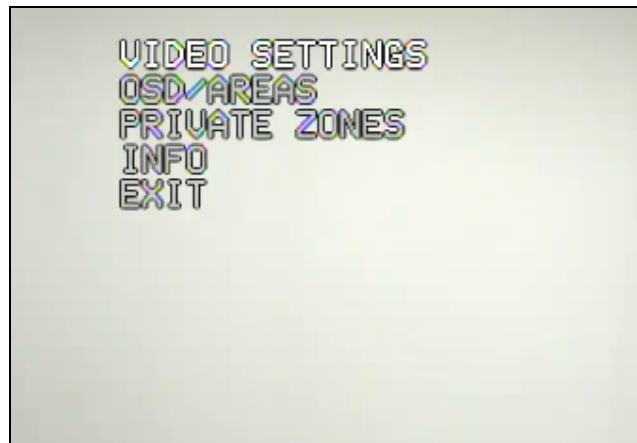 VIDEO SETTINGS
OSD/AREAS
PRIVATE ZONES
INFO
EXIT